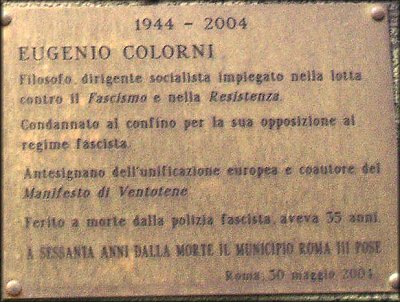 1944 - 2004
EUGENIO COLORNI
Filosofo, dirigente socialista impiegato nella lotta
contro il Fascismo e nella Resistenza.
Condannato al confino per la sua opposizione al
regime fascista.
Antesignano dell'unificazione europea e coautore del
Manifesto di Ventotene
Ferito a morte dalla polizia fascista, aveva 35 anni
A SESSANTA ANNI DALLA MORTE IL MUNICIPIO ROMA III POSE
Roma, 30 maggio 2004